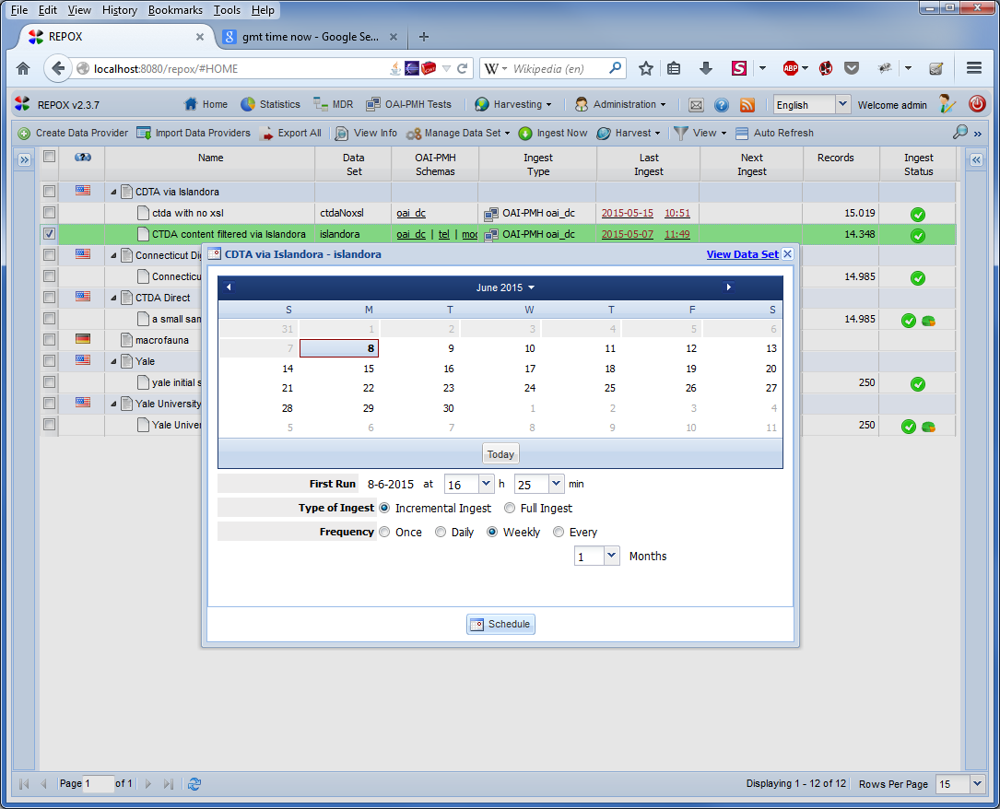 File Edit View History Bookmarks Tools Help
REPOX
gmt time now - Google Se...
localhost:8080/repox/#HOME
W Wikipedia (en)
S ABP
REPOX v2.3.7 Home Statistics MDR OAI-PMH Tests Harvesting Administration English Welcome admin
Create Data Provider Import Data Providers Export All View Info Manage Data Set Ingest Now Harvest View Auto Refresh
Name Data Set OAI-PMH Schemas Ingest Type Last Ingest Next Ingest Records Ingest Status
CDTA via Islandora
ctda with no xsl ctdaNoxsl oai_dc OAI-PMH oai_dc 2015-05-15 10:51 15.019
CTDA content filtered via Islandora islandora oai_dc | tel | moc OAI-PMH oai_dc 2015-05-07 11:49 14.348
Connecticut Dig
Connecticu 14.985
CTDA Direct
a small san 14.985
macrofauna
Yale
yale initial s 250
Yale University
Yale Univer 250
CDTA via Islandora - islandora View Data Set
June 2015
S M T W T F S
31 1 2 3 4 5 6
7 8 9 10 11 12 13
14 15 16 17 18 19 20
21 22 23 24 25 26 27
28 29 30 1 2 3 4
5 6 7 8 9 10 11
Today
First Run 8-6-2015 at 16 h 25 min
Type of Ingest Incremental Ingest Full Ingest
Frequency Once Daily Weekly Every
1 Months
Schedule
Page 1 of 1 Displaying 1 - 12 of 12 Rows Per Page 15